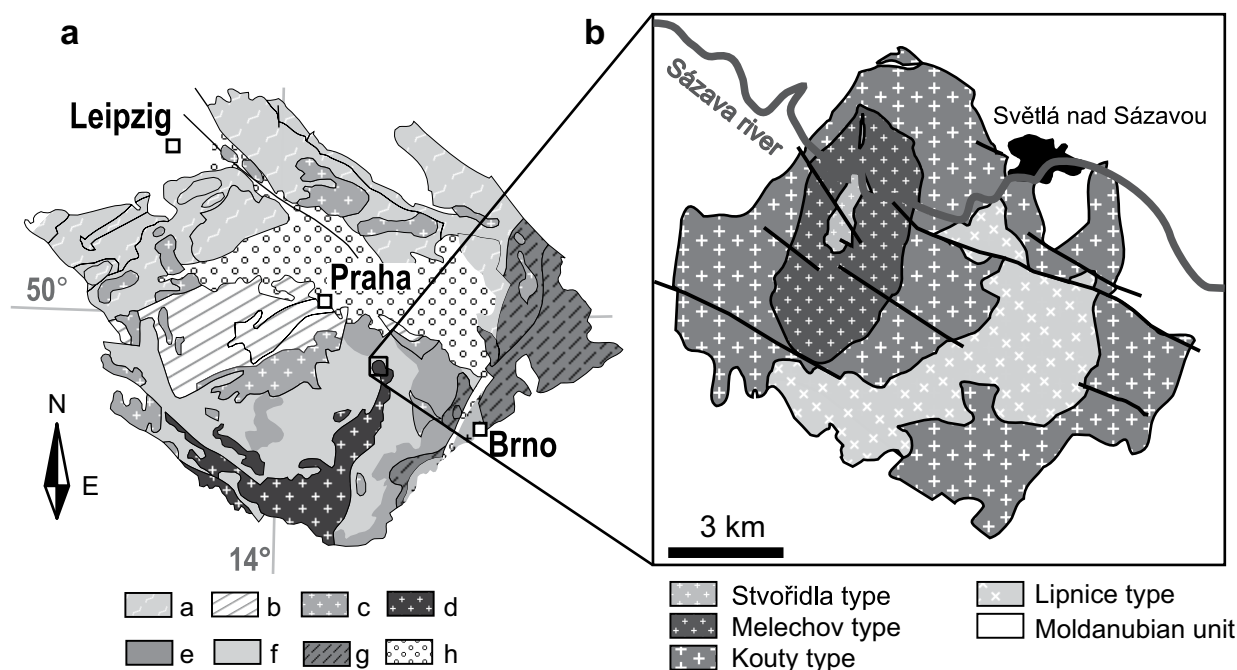 a
Leipzig
Praha
50°
N
E
Brno
14°
a
b
c
d
e
f
g
h
b
Sázava river
Světlá nad Sázavou
3 km
Stvořidla type
Melechov type
Kouty type
Lipnice type
Moldanubian unit